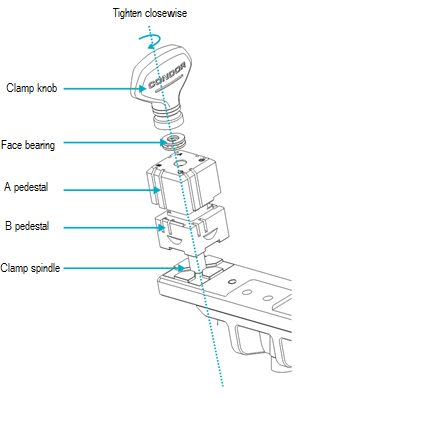 Tighten closewise
CONDOR
Clamp knob
Face bearing
A pedestal
B pedestal
Clamp spindle